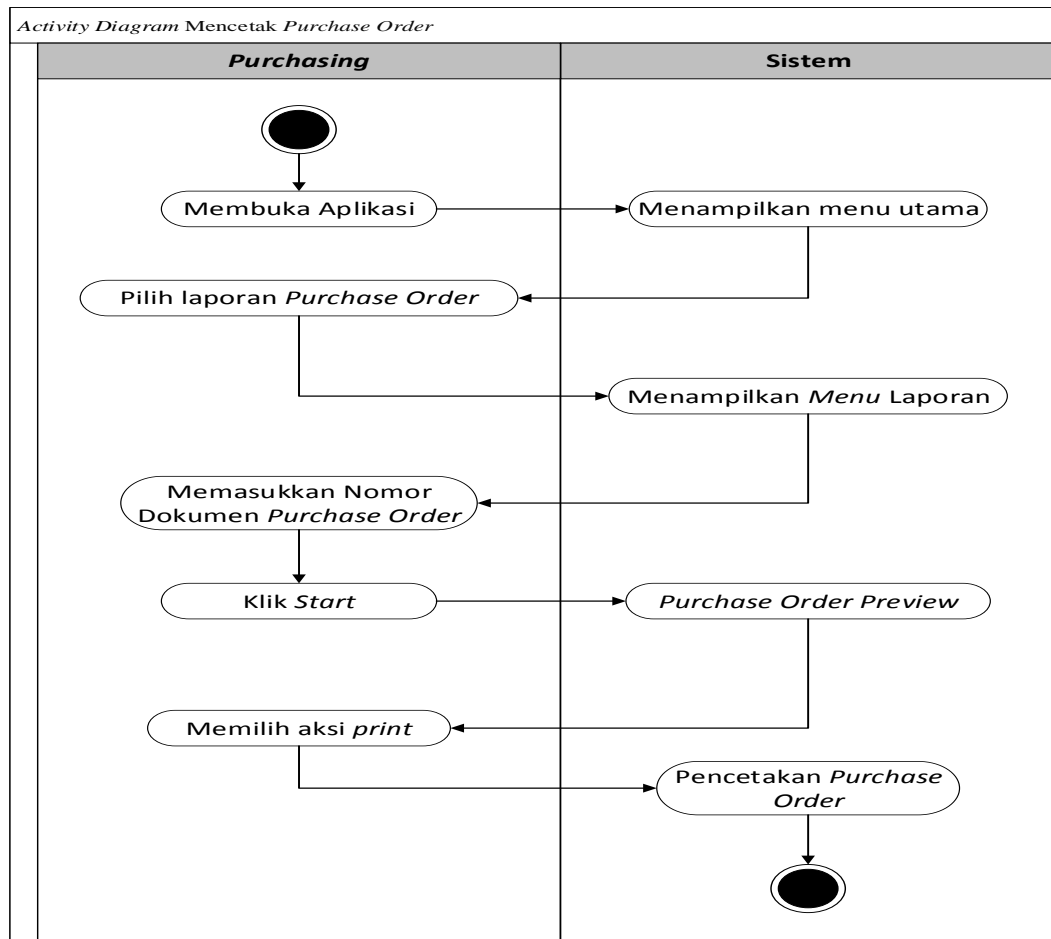 Activity Diagram Mencetak Purchase Order
Purchasing
Sistem
Membuka Aplikasi
Menampilkan menu utama
Pilih laporan Purchase Order
Menampilkan Menu Laporan
Memasukkan Nomor
Dokumen Purchase Order
Klik Start
Purchase Order Preview
Memilih aksi print
Pencetakan Purchase
Order